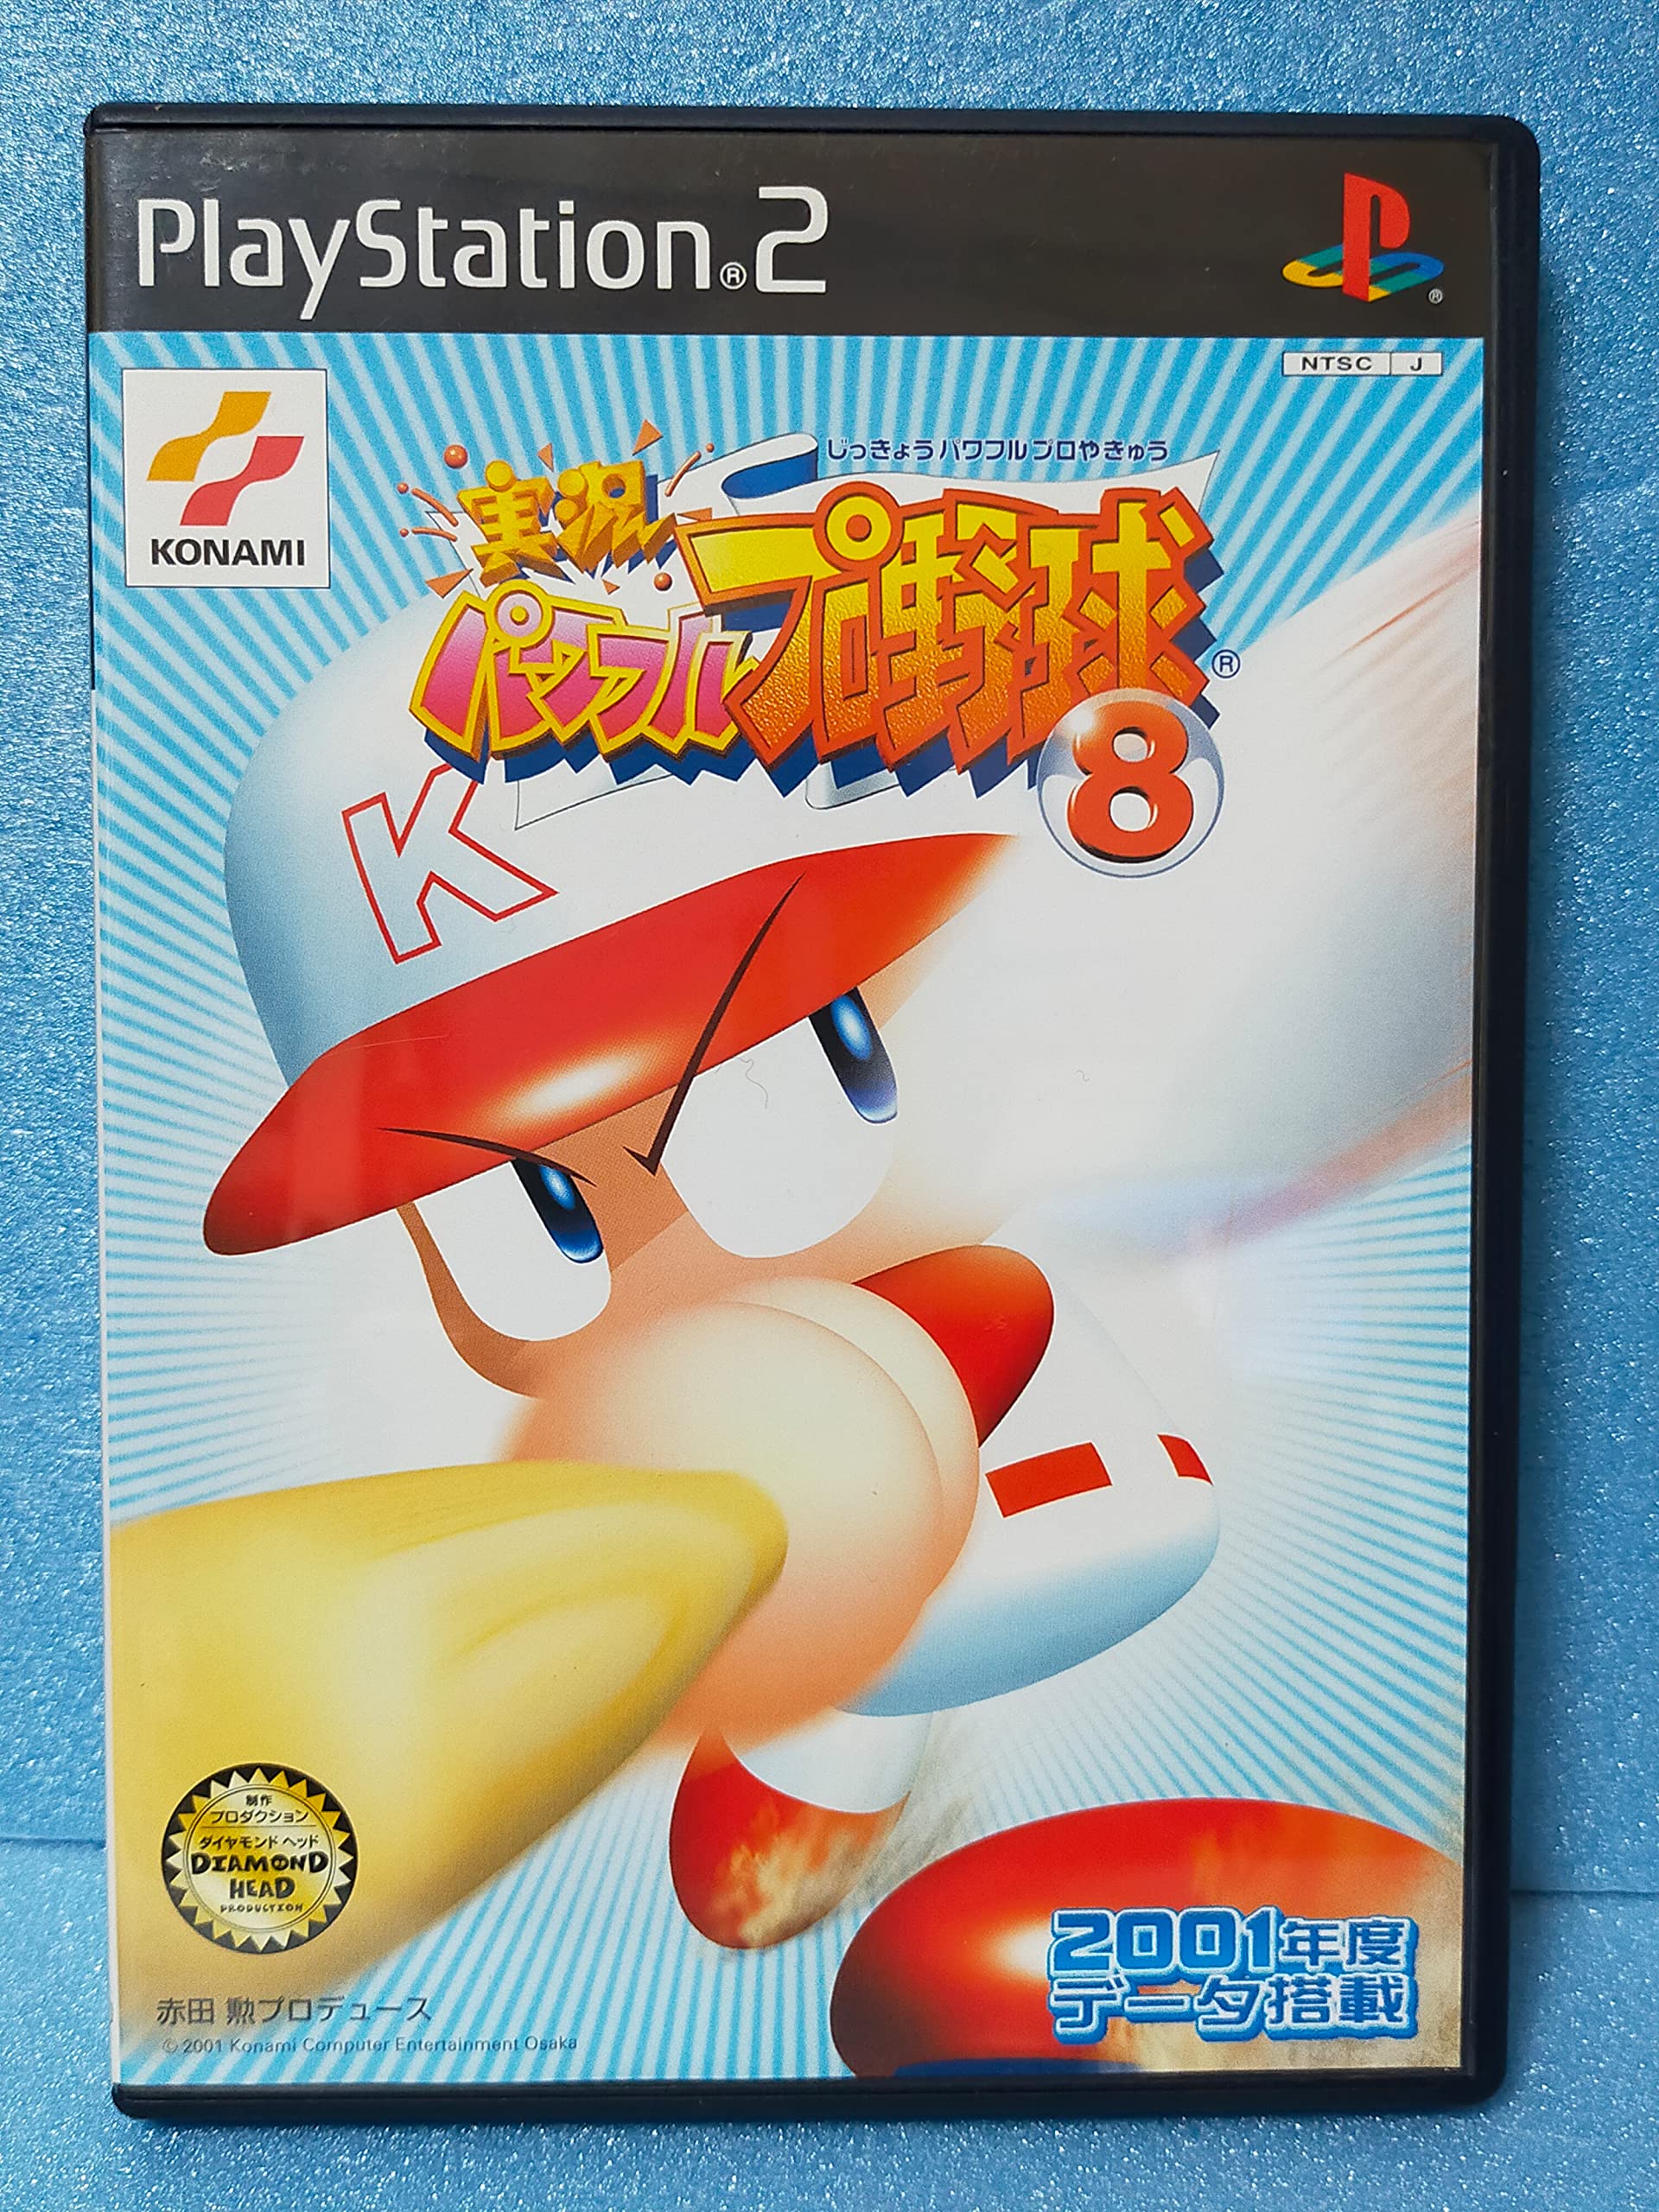 PlayStation®2
®
NTSC J
KONAMI
じっきょうパワフルプロやきゅう
実況
パワフルプロ野球®
8
K
制作
プロダクション
ダイヤモンド ヘッド
DIAMOND
HEAD
PRODUCTION
2001年度
データ搭載
赤田 勲プロデュース
© 2001 Konami Computer Entertainment Osaka